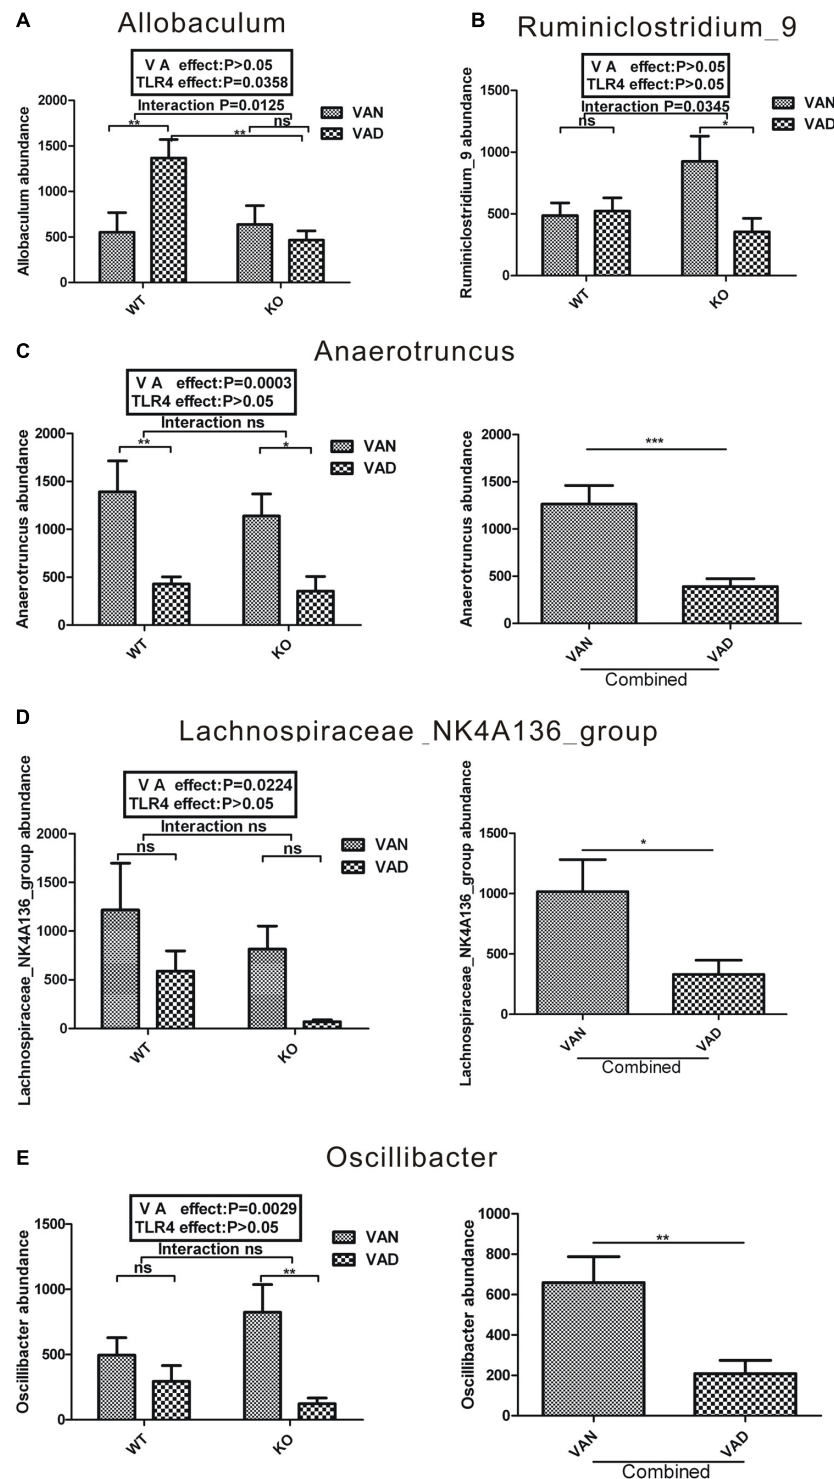 A
Allobaculum
V A effect:P>0.05
TLR4 effect:P=0.0358
Interaction P=0.0125
**
ns
**
VAN
VAD
Allobaculum abundance
2000
1500
1000
500
0
WT
KO
B
Ruminiclostridium_9
V A effect:P>0.05
TLR4 effect:P>0.05
Interaction P=0.0345
ns
*
VAN
VAD
Ruminiclostridium_9 abundance
1500
1000
500
0
WT
KO
C
Anaerotruncus
V A effect:P=0.0003
TLR4 effect:P>0.05
Interaction ns
**
*
VAN
VAD
Anaerotruncus abundance
2000
1500
1000
500
0
WT
KO
***
Anaerotruncus abundance
2000
1500
1000
500
0
VAN
VAD
Combined
D
Lachnospiraceae _NK4A136_group
V A effect:P=0.0224
TLR4 effect:P>0.05
Interaction ns
ns
ns
VAN
VAD
Lachnospiraceae_NK4A136_group abundance
2000
1500
1000
500
0
WT
KO
*
Lachnospiraceae_NK4A136_group abundance
1500
1000
500
0
VAN
VAD
Combined
E
Oscillibacter
V A effect:P=0.0029
TLR4 effect:P>0.05
Interaction ns
ns
**
VAN
VAD
Oscillibacter abundance
1500
1000
500
0
WT
KO
**
Oscillibacter abundance
1000
800
600
400
200
0
VAN
VAD
Combined